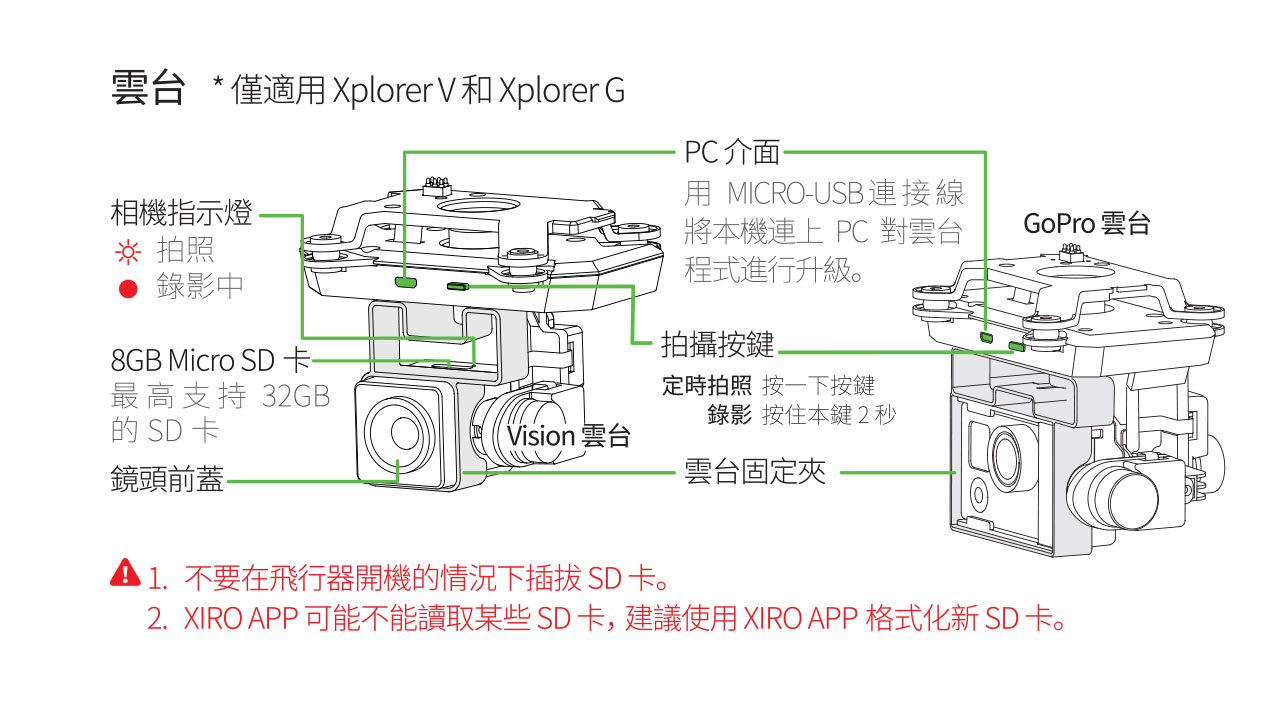 雲台 * 僅適用 Xplorer V 和 Xplorer G
相機指示燈
拍照
錄影中
8GB Micro SD 卡
最高支持 32GB
的 SD 卡
鏡頭前蓋
Vision 雲台
PC 介面
用 MICRO-USB連接線
將本機連上 PC 對雲台
程式進行升級。
拍攝按鍵
定時拍照 按一下按鍵
錄影 按住本鍵 2 秒
雲台固定夾
GoPro 雲台
1. 不要在飛行器開機的情況下插拔 SD 卡。
2. XIRO APP 可能不能讀取某些 SD 卡，建議使用 XIRO APP 格式化新 SD 卡。